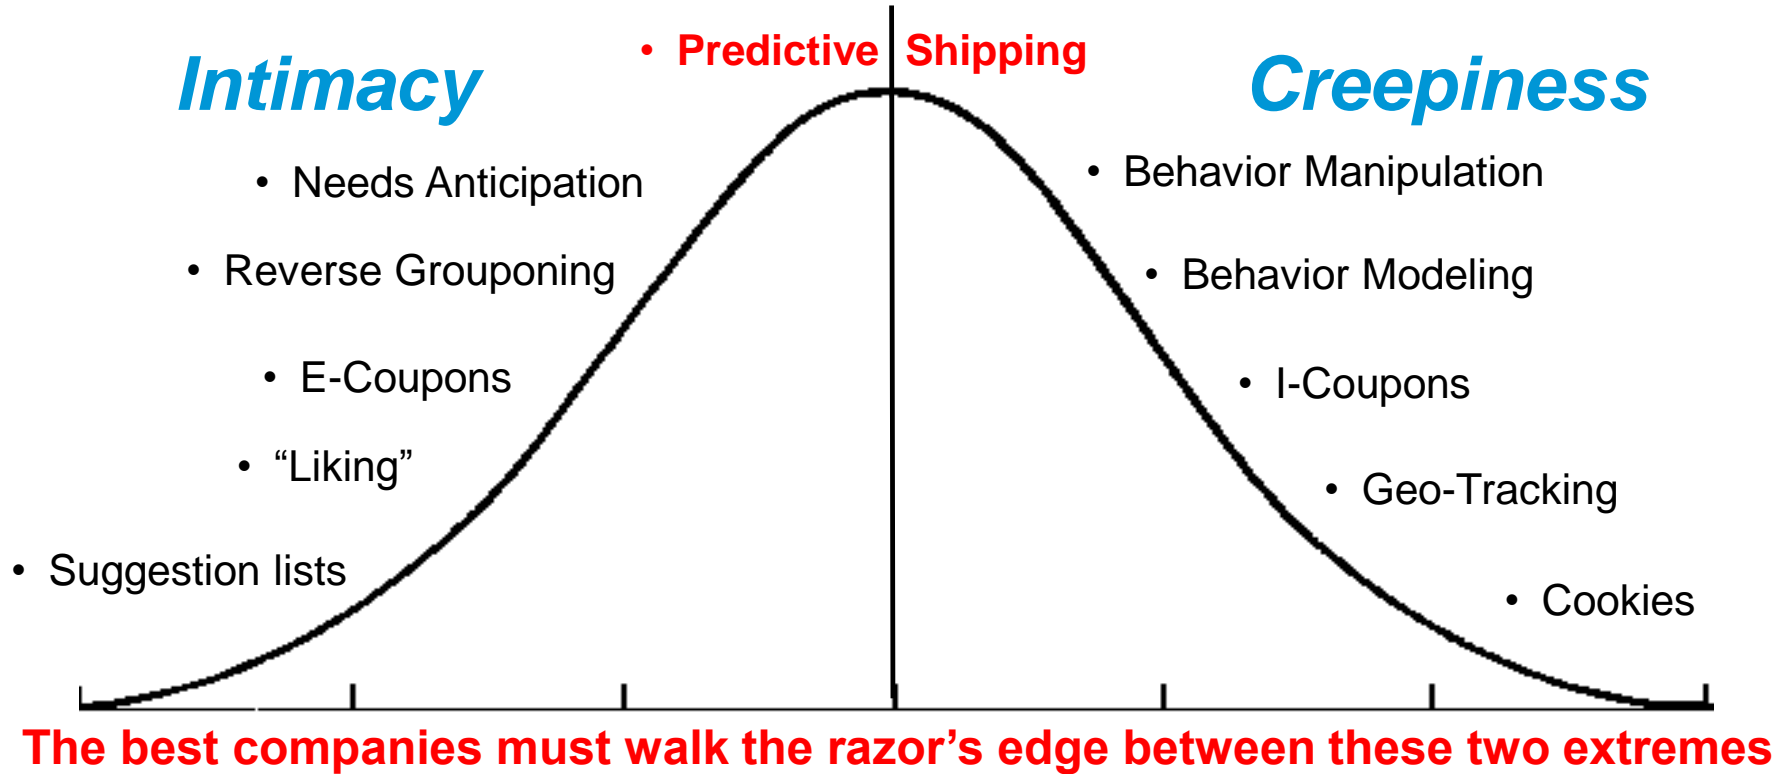 • Predictive Shipping
Intimacy
Creepiness
• Needs Anticipation
• Reverse Grouponing
• E-Coupons
• “Liking”
• Suggestion lists
• Behavior Manipulation
• Behavior Modeling
• I-Coupons
• Geo-Tracking
• Cookies
The best companies must walk the razor’s edge between these two extremes